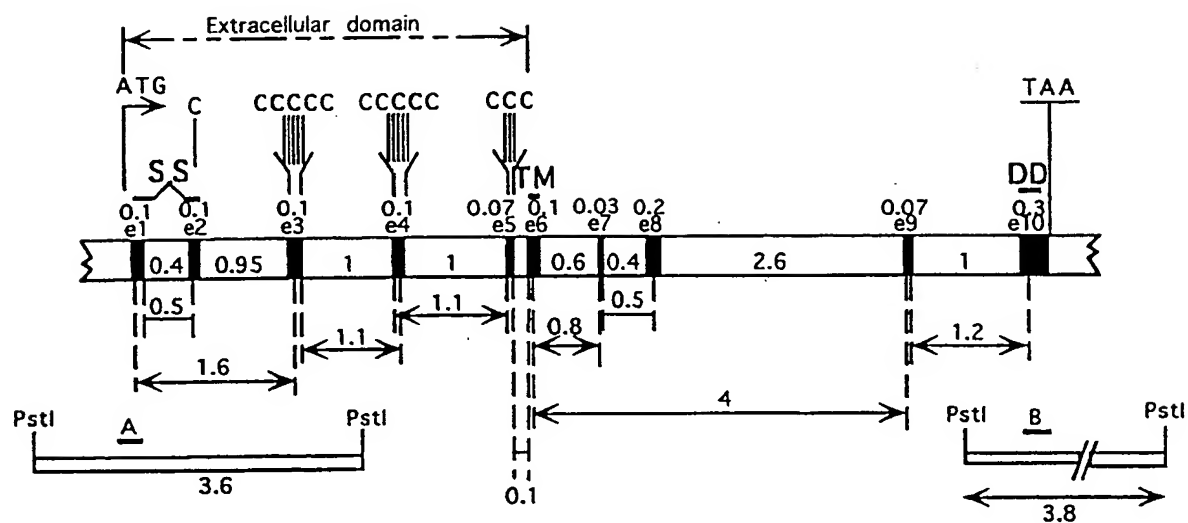 Extracellular domain
ATG
C
CCCCC
CCCCC
CCC
TAA
SS
TM
DD
0.1
0.1
0.1
0.1
0.07
0.1
0.03
0.2
0.07
0.3
e1
e2
e3
e4
e5
e6
e7
e8
e9
e10
0.4
0.95
1
1
0.6
0.4
2.6
1
0.5
1.1
0.5
1.6
1.1
0.8
1.2
4
PstI
A
PstI
3.6
0.1
PstI
B
PstI
3.8